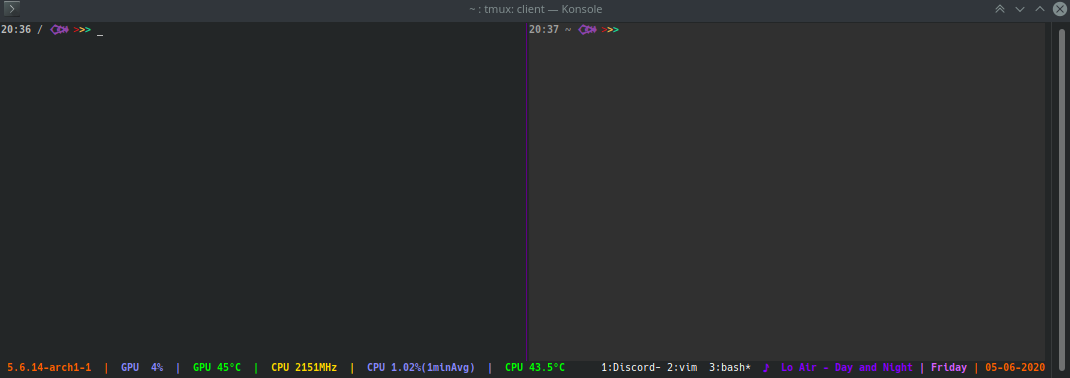 ~ : tmux: client — Konsole
20:36 / >>> _
20:37 ~ >>>
5.6.14-arch1-1 | GPU 4% | GPU 45°C | CPU 2151MHz | CPU 1.02%(1minAvg) | CPU 43.5°C 1:Discord- 2:vim 3:bash* ♪ Lo Air - Day and Night | Friday | 05-06-2020